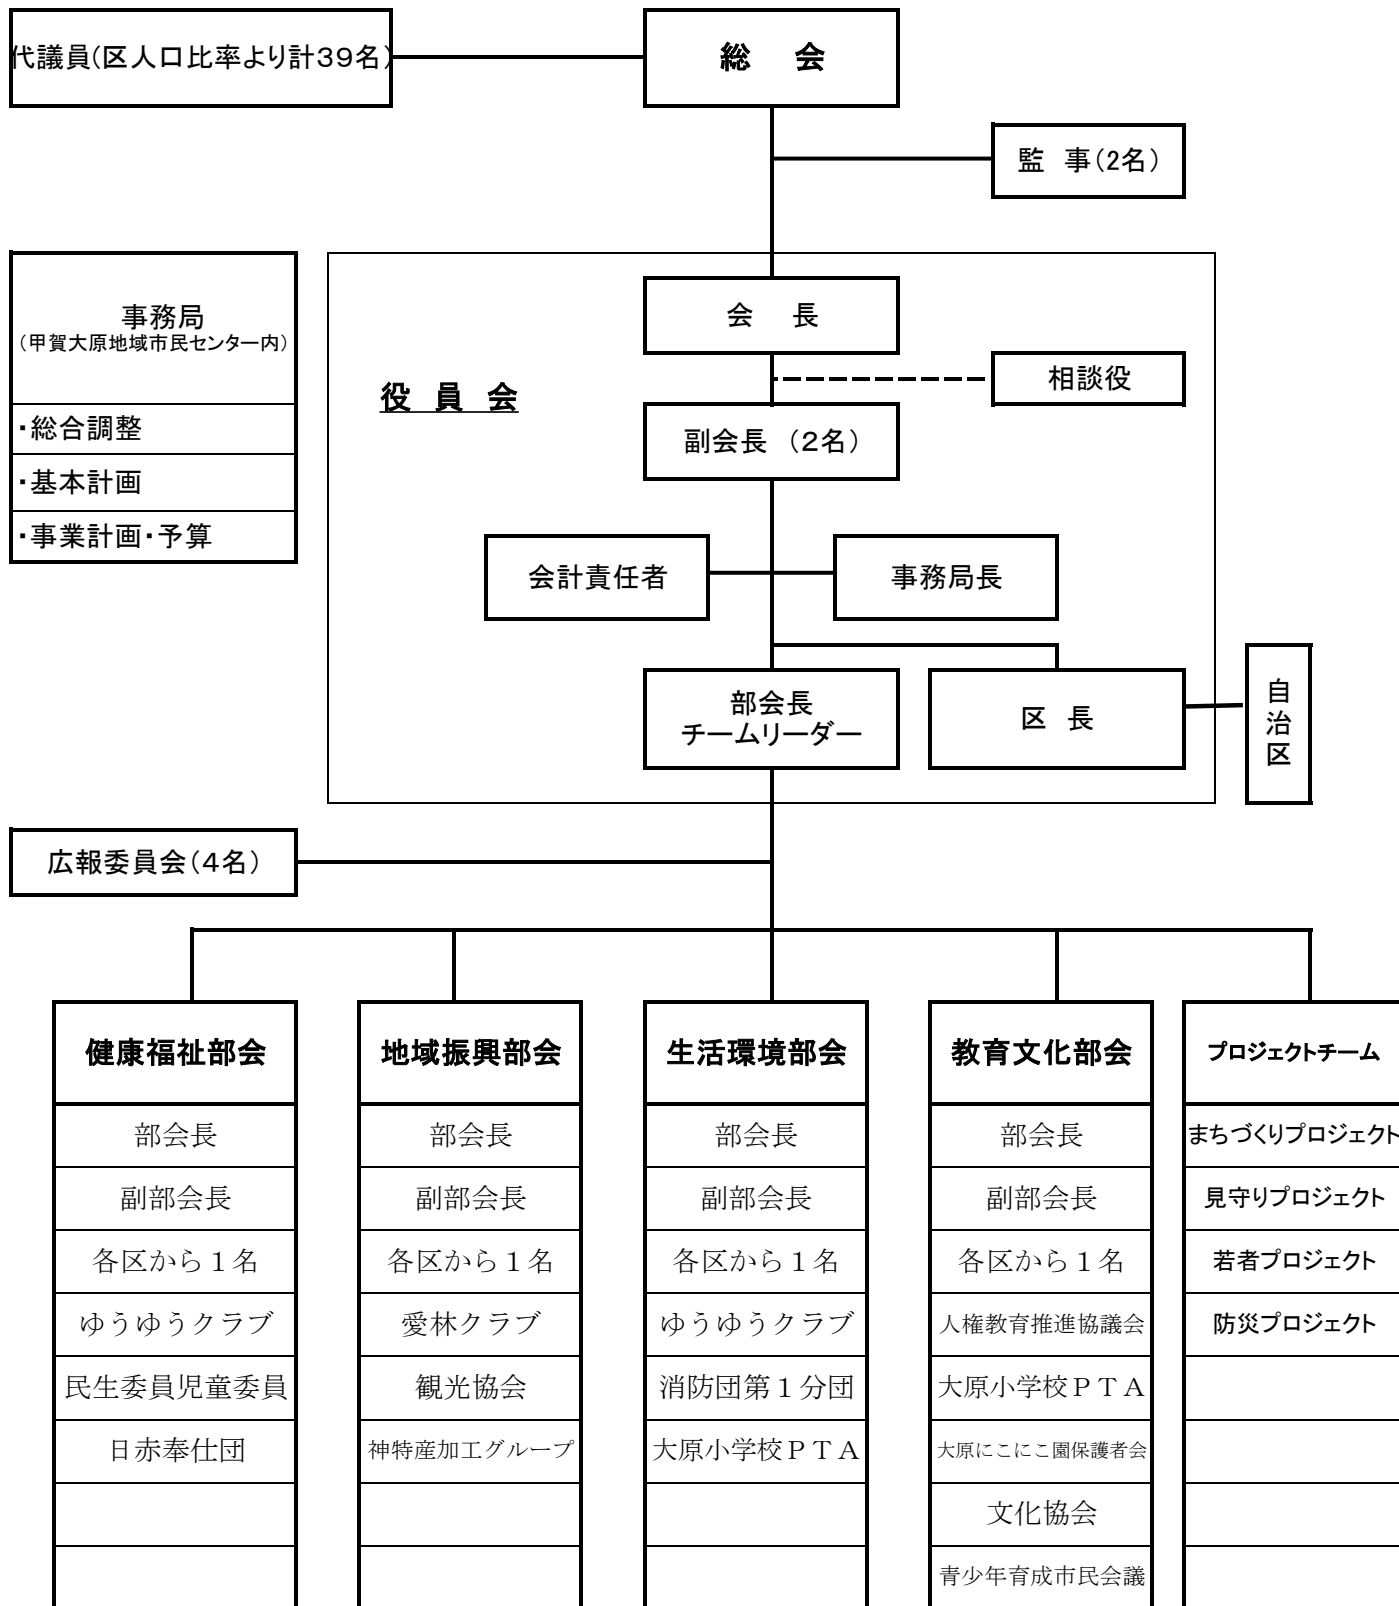 代議員(区人口比率より計39名)
総　会
監　事(2名)
事務局
(甲賀大原地域市民センター内)
・総合調整
・基本計画
・事業計画・予算
役　員　会
会　長
相談役
副会長　(2名)
会計責任者
事務局長
部会長
チームリーダー
区　長
自治区
広報委員会(4名)
健康福祉部会
部会長
副部会長
各区から１名
ゆうゆうクラブ
民生委員児童委員
日赤奉仕団
地域振興部会
部会長
副部会長
各区から１名
愛林クラブ
観光協会
神特産加工グループ
生活環境部会
部会長
副部会長
各区から１名
ゆうゆうクラブ
消防団第１分団
大原小学校ＰＴＡ
教育文化部会
部会長
副部会長
各区から１名
人権教育推進協議会
大原小学校ＰＴＡ
大原にこにこ園保護者会
文化協会
青少年育成市民会議
プロジェクトチーム
まちづくりプロジェクト
見守りプロジェクト
若者プロジェクト
防災プロジェクト